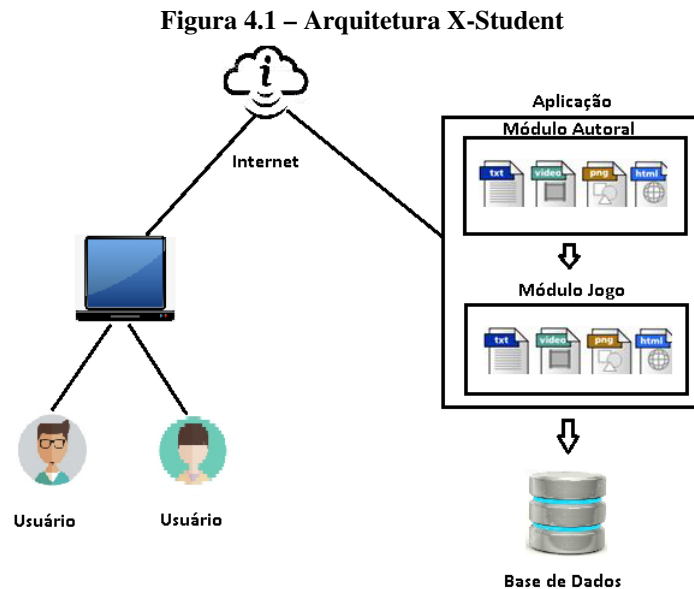 Figura 4.1 – Arquitetura X-Student
i
Internet
Aplicação
Módulo Autoral
txt video png html
Módulo Jogo
txt video png html
Usuário Usuário
Base de Dados